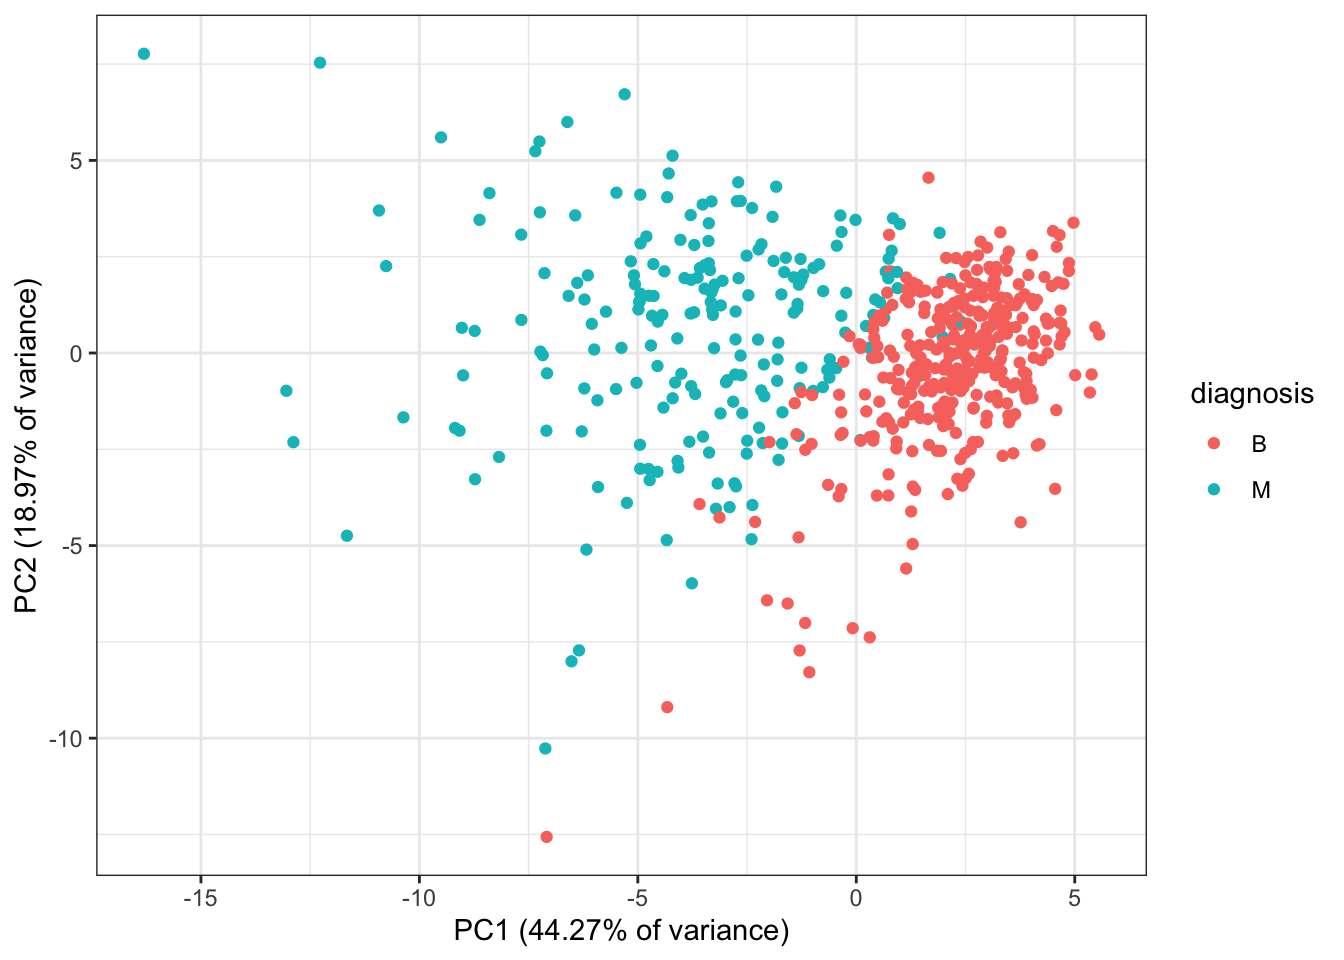 5
0
-5
-10
PC2 (18.97% of variance)
-15
-10
-5
0
5
PC1 (44.27% of variance)
diagnosis
B
M